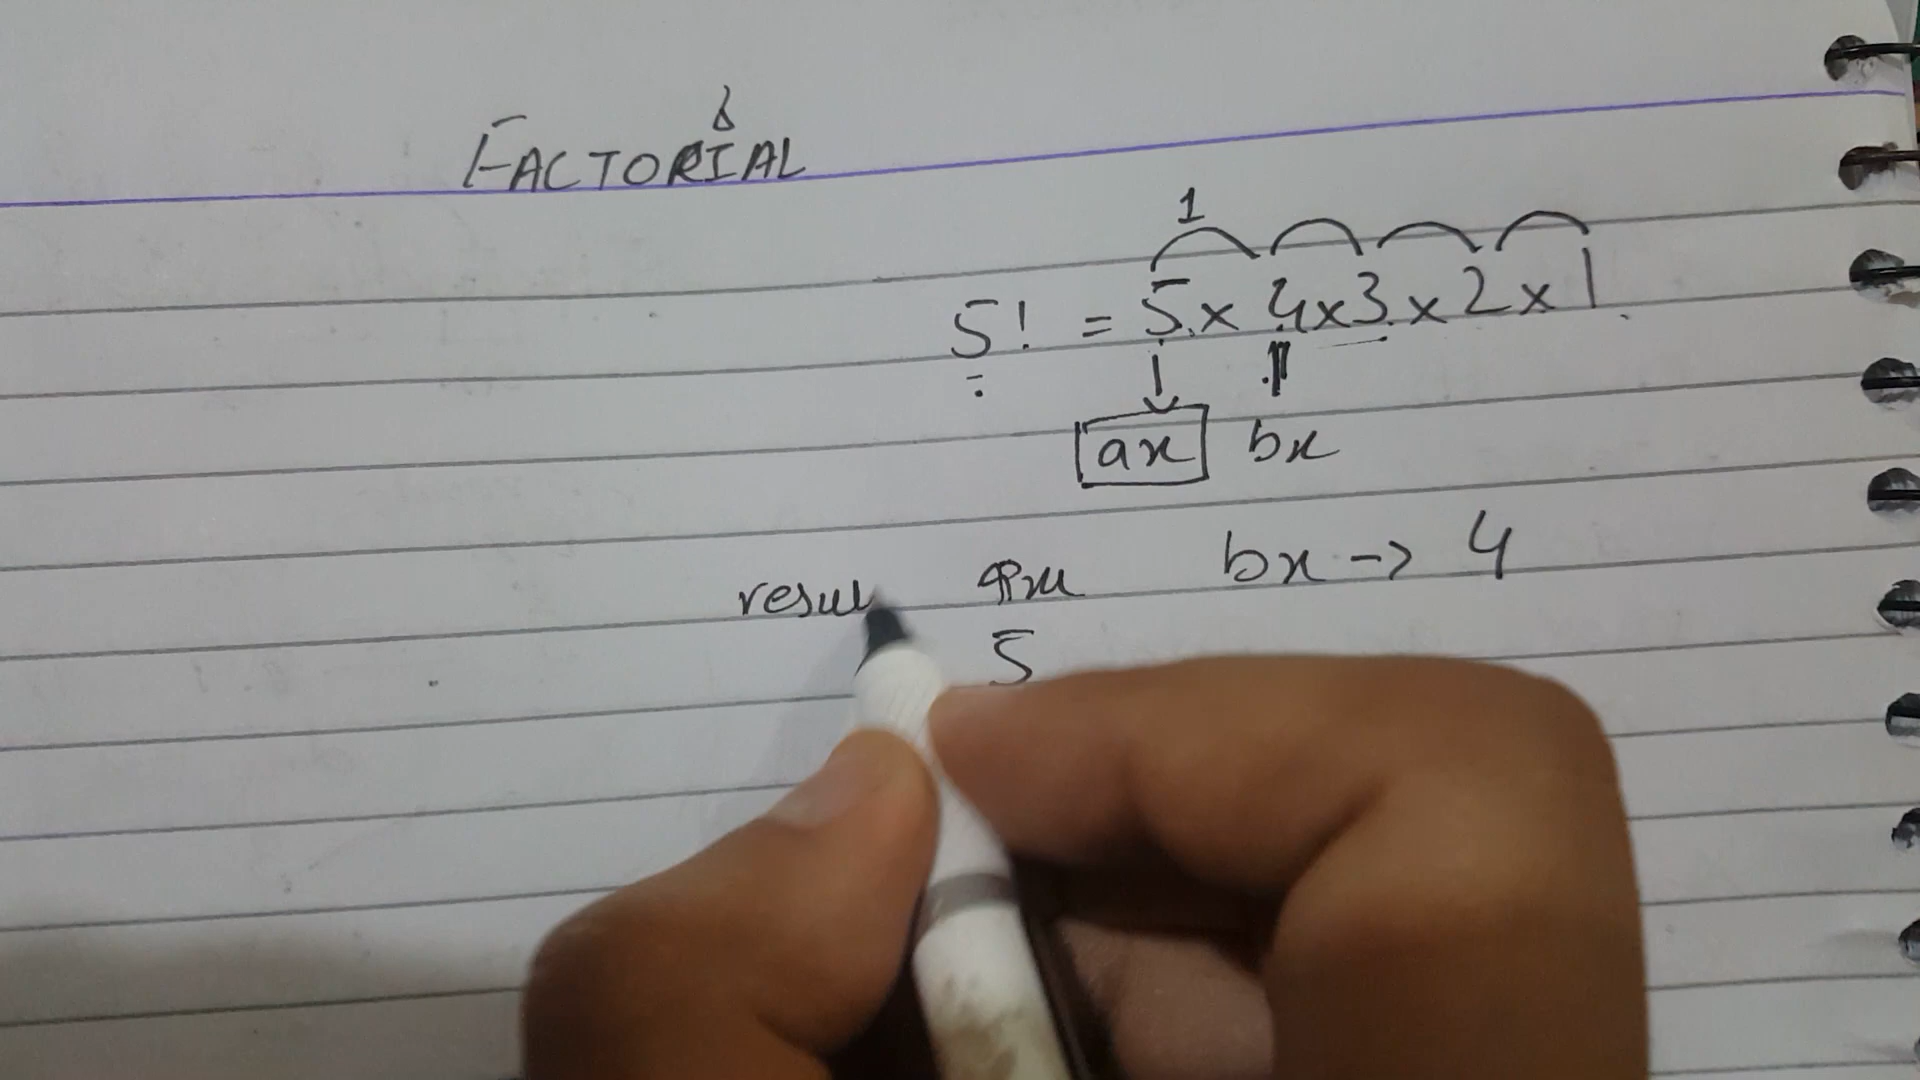 FACTORIAL
1
5! = 5 x 4 x 3 x 2 x 1
ax bx
resul bx -> 4
5